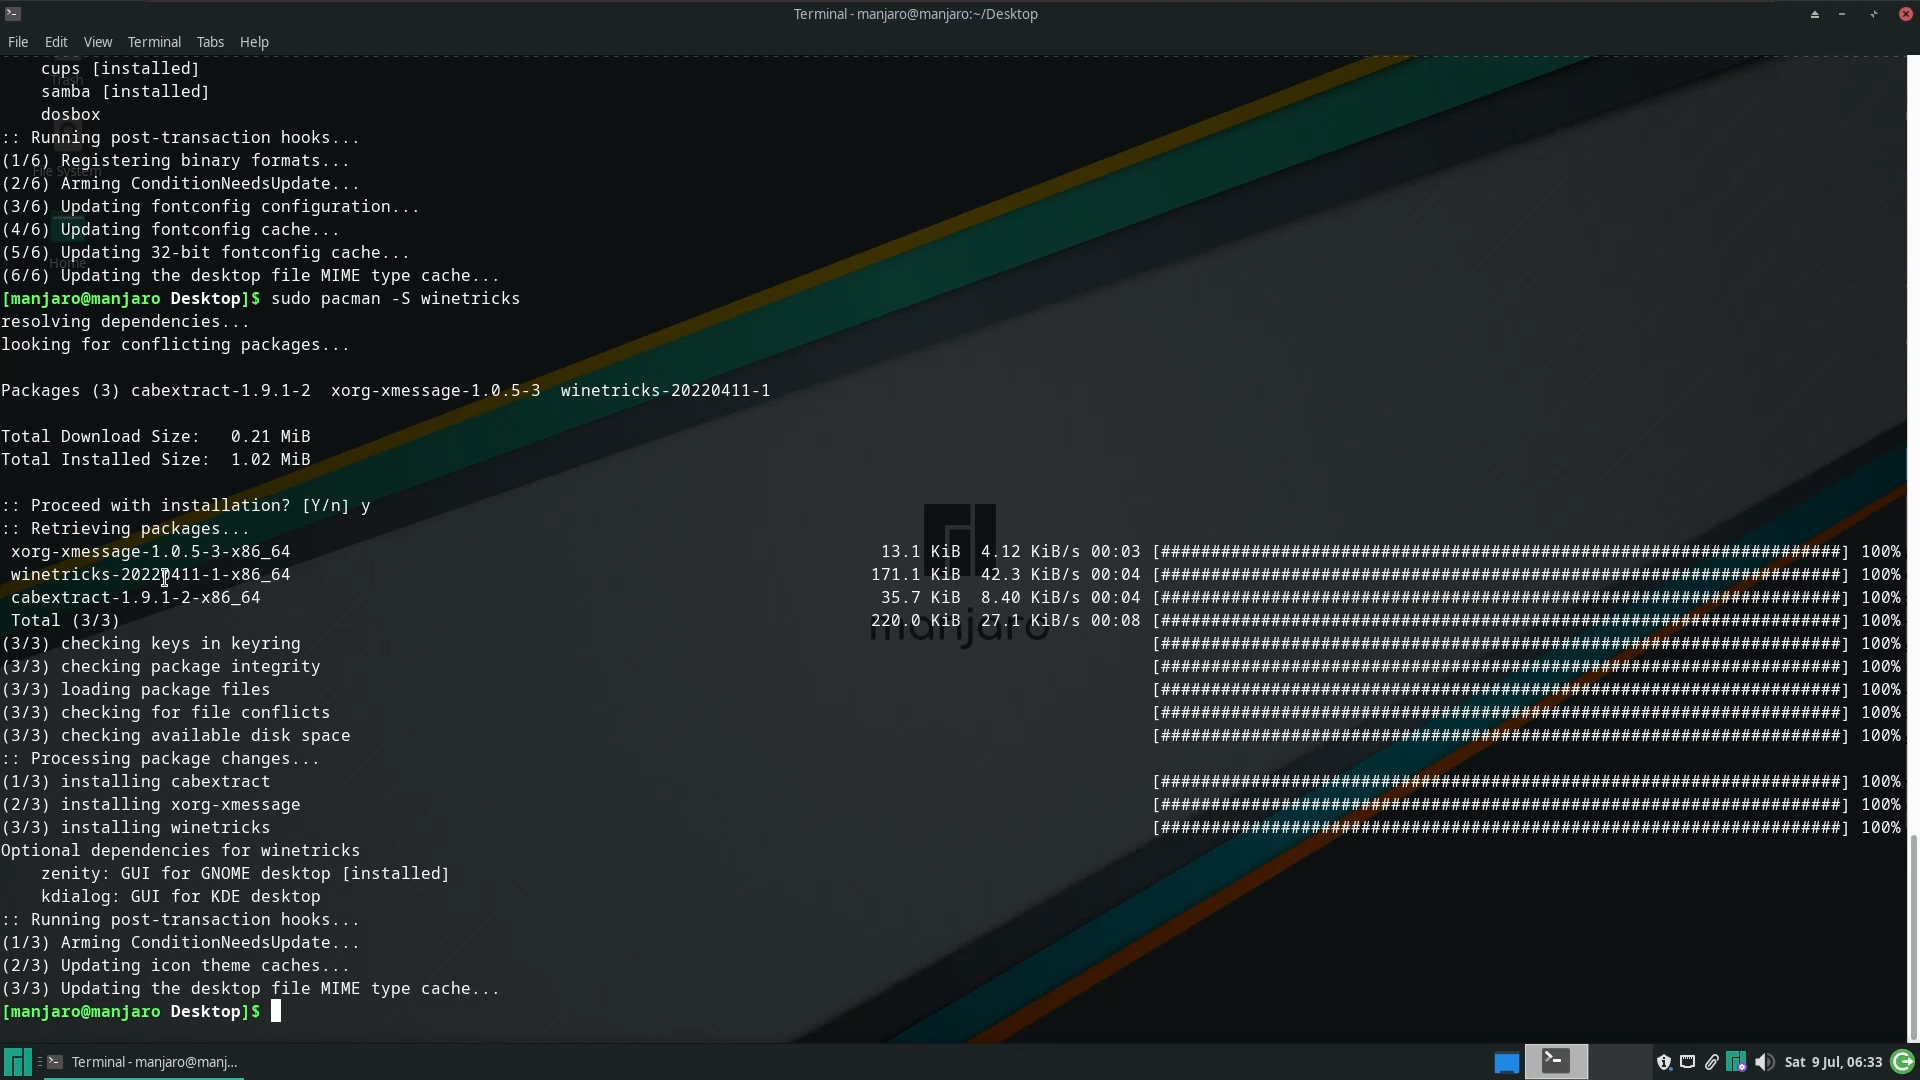 Terminal - manjaro@manjaro:~/Desktop
File Edit View Terminal Tabs Help
cups [installed]
Trash
samba [installed]
dosbox
:: Running post-transaction hooks...
(1/6) Registering binary formats...
File System
(2/6) Arming ConditionNeedsUpdate...
(3/6) Updating fontconfig configuration...
(4/6) Updating fontconfig cache...
(5/6) Updating 32-bit fontconfig cache...
Home
(6/6) Updating the desktop file MIME type cache...
[manjaro@manjaro Desktop]$ sudo pacman -S winetricks
resolving dependencies...
looking for conflicting packages...
Packages (3) cabextract-1.9.1-2  xorg-xmessage-1.0.5-3  winetricks-20220411-1
Total Download Size:   0.21 MiB
Total Installed Size:  1.02 MiB
:: Proceed with installation? [Y/n] y
:: Retrieving packages...
xorg-xmessage-1.0.5-3-x86_64 13.1 KiB 4.12 KiB/s 00:03 [####################################################################] 100%
winetricks-20220411-1-x86_64 171.1 KiB 42.3 KiB/s 00:04 [####################################################################] 100%
cabextract-1.9.1-2-x86_64 35.7 KiB 8.40 KiB/s 00:04 [####################################################################] 100%
Total (3/3) 220.0 KiB 27.1 KiB/s 00:08 [####################################################################] 100%
manjaro
(3/3) checking keys in keyring [####################################################################] 100%
(3/3) checking package integrity [####################################################################] 100%
(3/3) loading package files [####################################################################] 100%
(3/3) checking for file conflicts [####################################################################] 100%
(3/3) checking available disk space [####################################################################] 100%
:: Processing package changes...
(1/3) installing cabextract [####################################################################] 100%
(2/3) installing xorg-xmessage [####################################################################] 100%
(3/3) installing winetricks [####################################################################] 100%
Optional dependencies for winetricks
zenity: GUI for GNOME desktop [installed]
kdialog: GUI for KDE desktop
:: Running post-transaction hooks...
(1/3) Arming ConditionNeedsUpdate...
(2/3) Updating icon theme caches...
(3/3) Updating the desktop file MIME type cache...
[manjaro@manjaro Desktop]$
Terminal - manjaro@manj...
Sat 9 Jul, 06:33